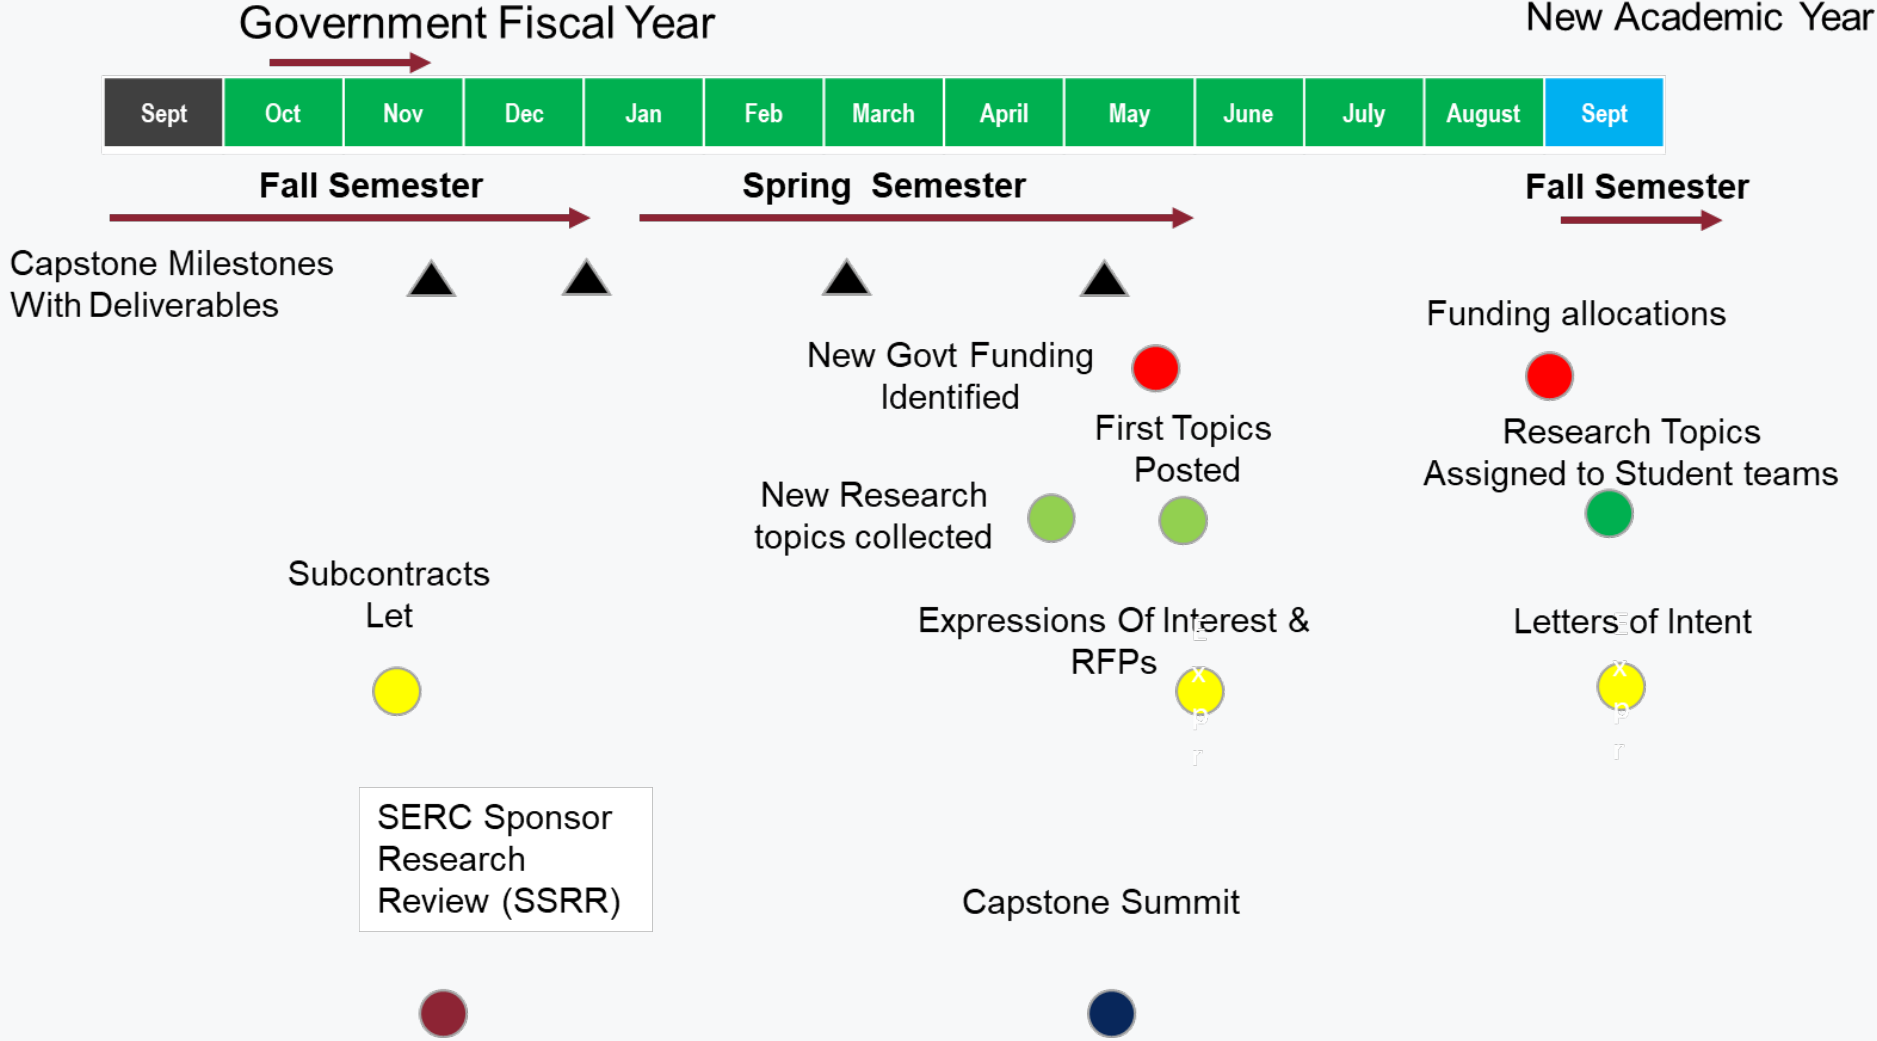 Government Fiscal Year
New Academic Year
Sept Oct Nov Dec Jan Feb March April May June July August Sept
Fall Semester
Spring Semester
Fall Semester
Capstone Milestones
With Deliverables
Funding allocations
New Govt Funding
Identified
First Topics
Posted
Research Topics
Assigned to Student teams
New Research
topics collected
Subcontracts
Let
Expressions Of Interest &
RFPs
E
x
p
r
Letters of Intent
E
x
p
r
SERC Sponsor
Research
Review (SSRR)
Capstone Summit